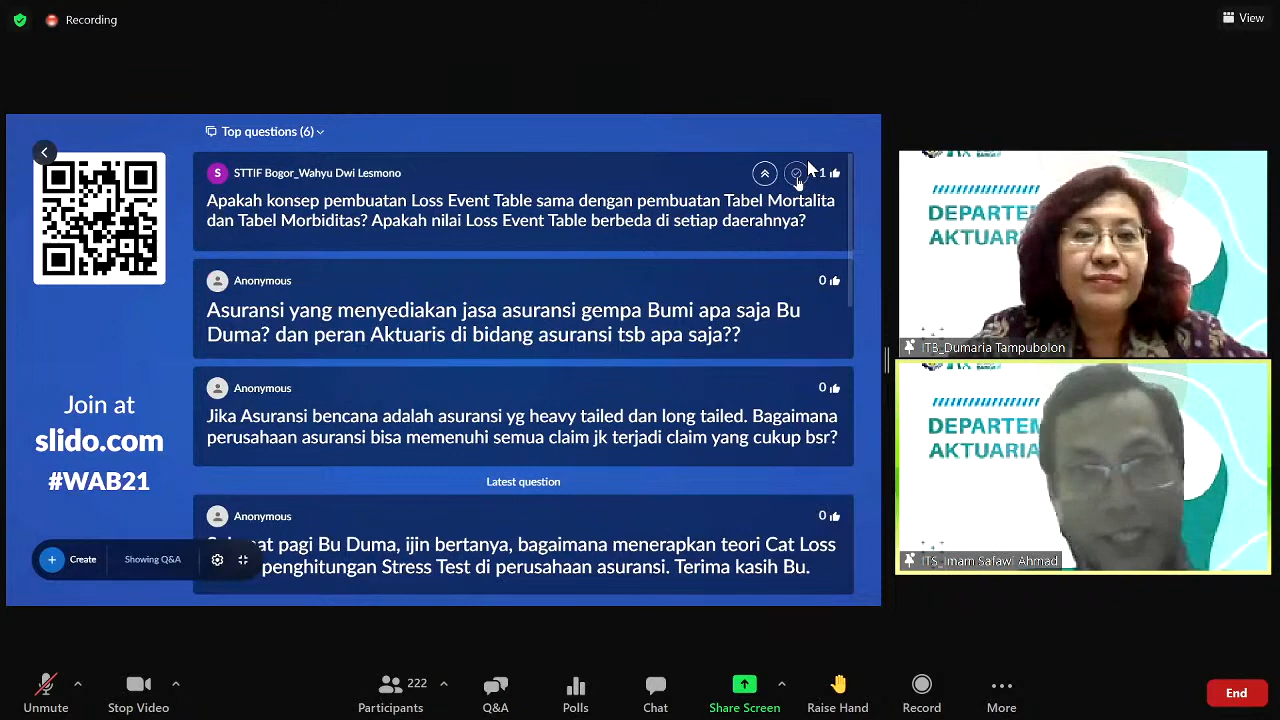 Recording
View
Top questions (6)
S
STTIF Bogor_Wahyu Dwi Lesmono
1
Apakah konsep pembuatan Loss Event Table sama dengan pembuatan Tabel Mortalita
dan Tabel Morbiditas? Apakah nilai Loss Event Table berbeda di setiap daerahnya?
Anonymous
0
Asuransi yang menyediakan jasa asuransi gempa Bumi apa saja Bu
Duma? dan peran Aktuaris di bidang asuransi tsb apa saja??
Anonymous
0
Jika Asuransi bencana adalah asuransi yg heavy tailed dan long tailed. Bagaimana
perusahaan asuransi bisa memenuhi semua claim jk terjadi claim yang cukup bsr?
Latest question
Anonymous
0
pagi Bu Duma, ijin bertanya, bagaimana menerapkan teori Cat Loss
penghitungan Stress Test di perusahaan asuransi. Terima kasih Bu.
Join at
slido.com
#WAB21
Create
Showing Q&A
DEPARTEM
AKTUARI
ITB_Dumaria Tampubolon
DEPARTEM
AKTUARIA
ITS_Imam Safawi Ahmad
Unmute
Stop Video
Participants
222
Q&A
Polls
Chat
Share Screen
Raise Hand
Record
More
End